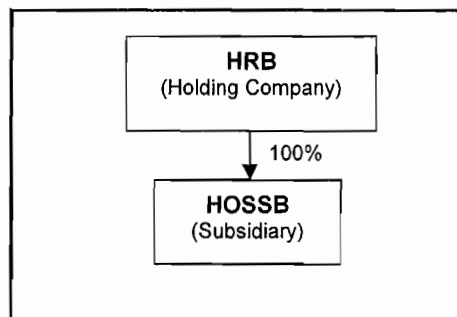 HRB
(Holding Company)
100%
HOSSB
(Subsidiary)